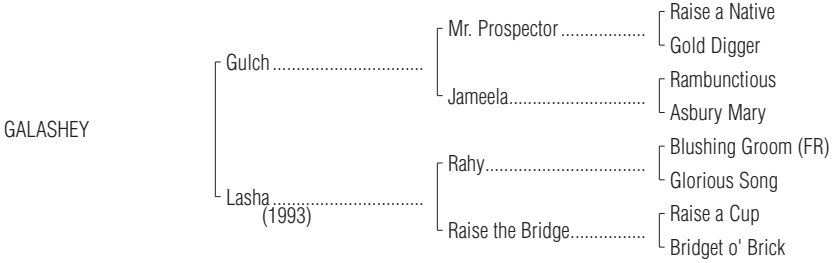 Raise a Native
Mr. Prospector ..................
Gold Digger
Gulch ...............................
Rambunctious
Jameela............................
Asbury Mary
GALASHEY
Blushing Groom (FR)
Rahy.................................
Glorious Song
Lasha ...............................
(1993)
Raise a Cup
Raise the Bridge................
Bridget o' Brick